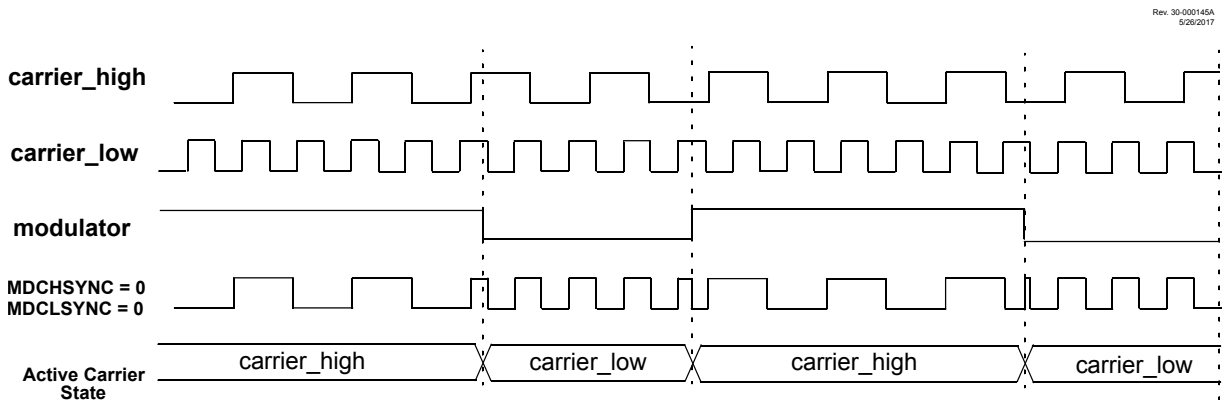 Rev. 30-000145A
5/26/2017
carrier_high
carrier_low
modulator
MDCHSYNC = 0
MDCLSYNC = 0
Active Carrier
State
carrier_high
carrier_low
carrier_high
carrier_low